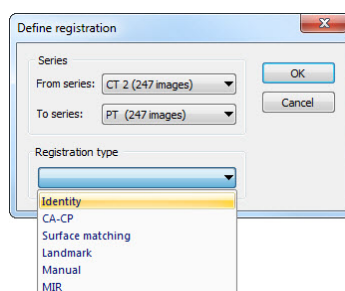 Define registration
Series
From series: CT 2 (247 images)
OK
To series: PT (247 images)
Cancel
Registration type
Identity
CA-CP
Surface matching
Landmark
Manual
MIR